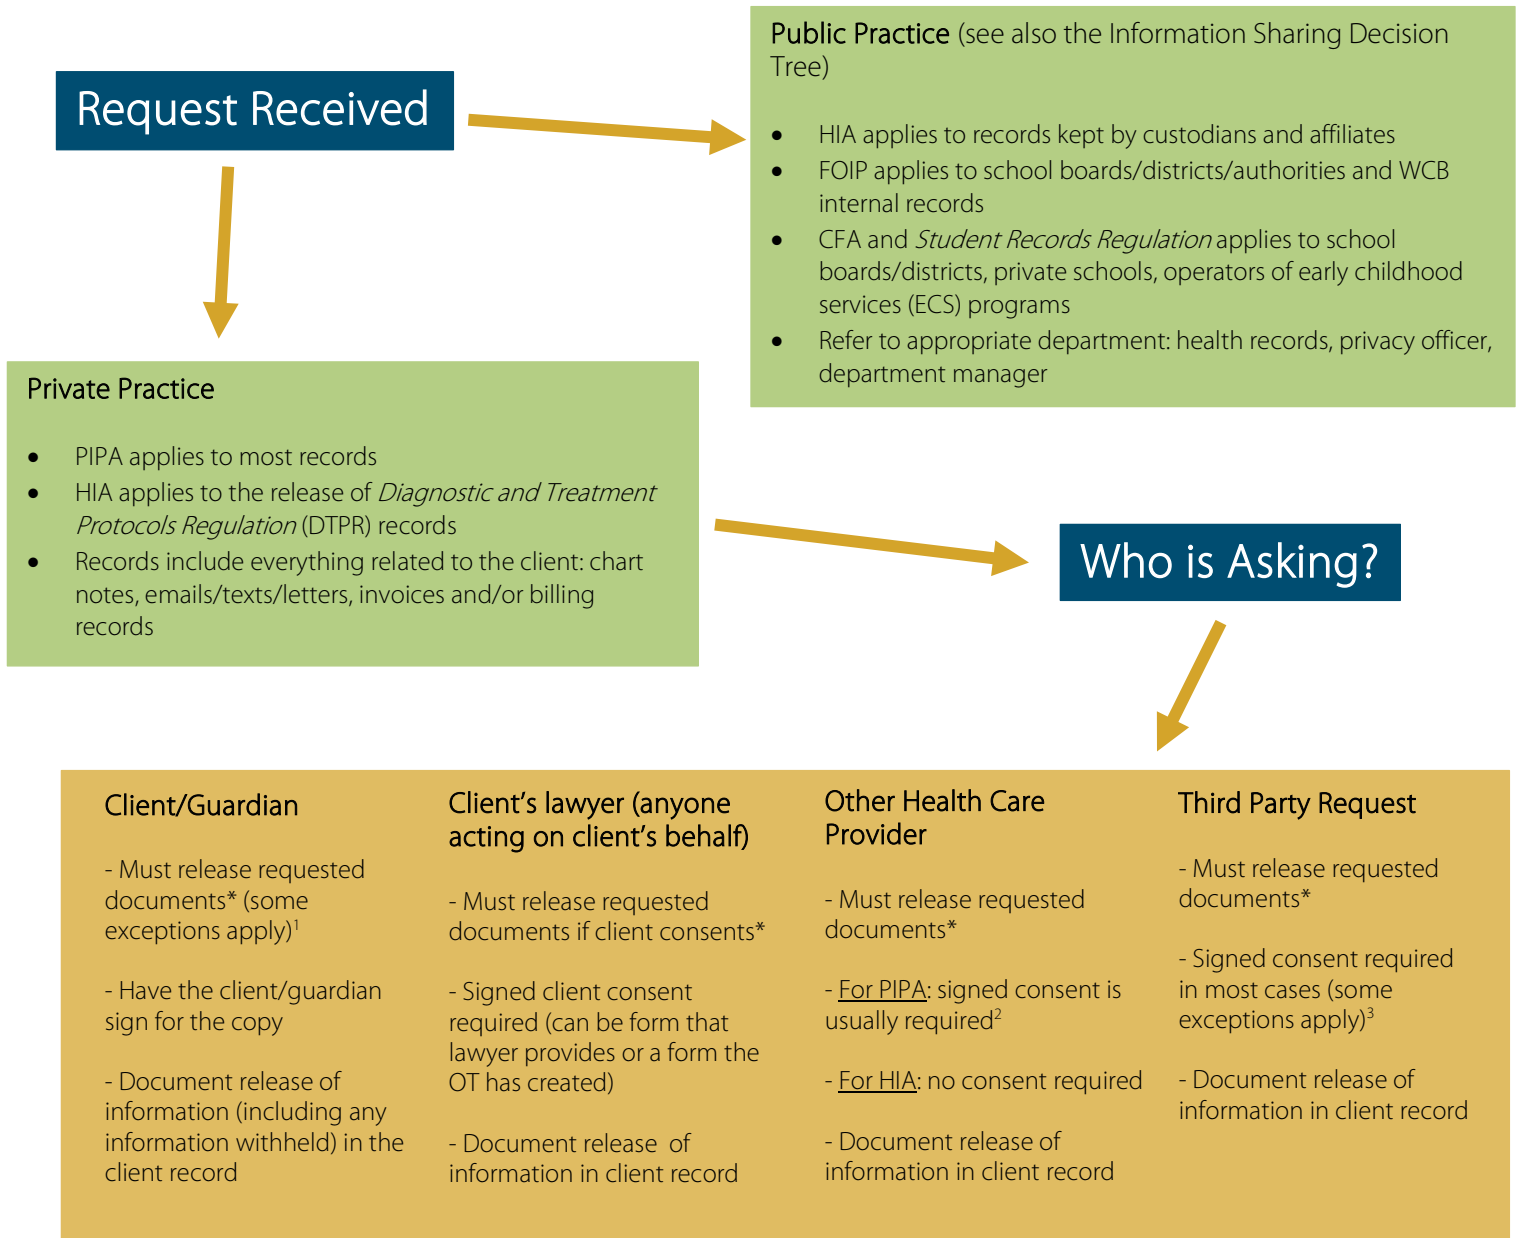 Request Received
Public Practice (see also the Information Sharing Decision
Tree)
• HIA applies to records kept by custodians and affiliates
• FOIP applies to school boards/districts/authorities and WCB
internal records
• CFA and Student Records Regulation applies to school
boards/districts, private schools, operators of early childhood
services (ECS) programs
• Refer to appropriate department: health records, privacy officer,
department manager
Private Practice
• PIPA applies to most records
• HIA applies to the release of Diagnostic and Treatment
Protocols Regulation (DTPR) records
• Records include everything related to the client: chart
notes, emails/texts/letters, invoices and/or billing
records
Who is Asking?
Client/Guardian
- Must release requested
documents* (some
exceptions apply)1
- Have the client/guardian
sign for the copy
- Document release of
information (including any
information withheld) in the
client record
Client's lawyer (anyone
acting on client's behalf)
- Must release requested
documents if client consents*
- Signed client consent
required (can be form that
lawyer provides or a form the
OT has created)
- Document release of
information in client record
Other Health Care
Provider
- Must release requested
documents*
- For PIPA: signed consent is
usually required2
- For HIA: no consent required
- Document release of
information in client record
Third Party Request
- Must release requested
documents*
- Signed consent required
in most cases (some
exceptions apply)3
- Document release of
information in client record